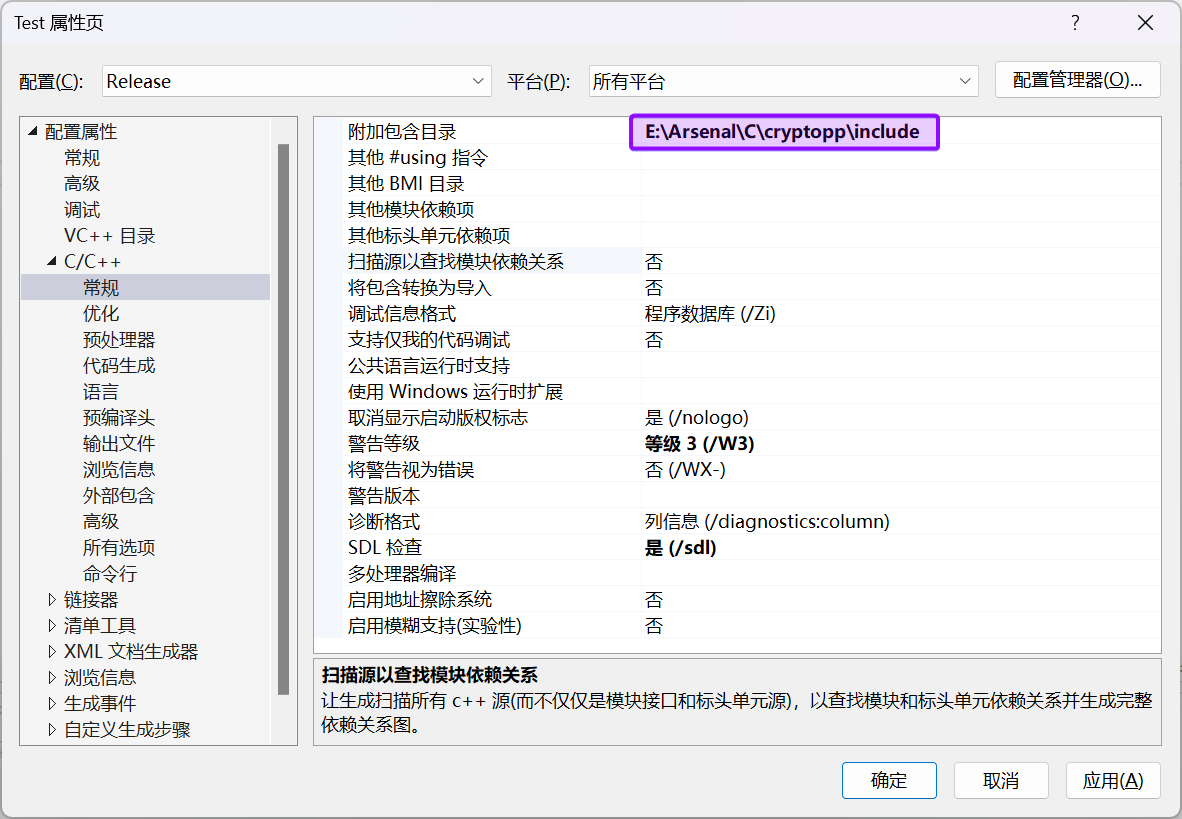 Test 属性页
?
配置(C): Release 平台(P): 所有平台 配置管理器(O)...
配置属性
常规
高级
调试
VC++ 目录
C/C++
常规
优化
预处理器
代码生成
语言
预编译头
输出文件
浏览信息
外部包含
高级
所有选项
命令行
链接器
清单工具
XML 文档生成器
浏览信息
生成事件
自定义生成步骤
附加包含目录 E:\Arsenal\C\cryptopp\include
其他 #using 指令
其他 BMI 目录
其他模块依赖项
其他标头单元依赖项
扫描源以查找模块依赖关系 否
将包含转换为导入 否
调试信息格式 程序数据库 (/Zi)
支持仅我的代码调试 否
公共语言运行时支持
使用 Windows 运行时扩展
取消显示启动版权标志 是 (/nologo)
警告等级 等级 3 (/W3)
将警告视为错误 否 (/WX-)
警告版本
诊断格式 列信息 (/diagnostics:column)
SDL 检查 是 (/sdl)
多处理器编译
启用地址擦除系统 否
启用模糊支持(实验性) 否
扫描源以查找模块依赖关系
让生成扫描所有 c++ 源(而不仅仅是模块接口和标头单元源)，以查找模块和标头单元依赖关系并生成完整
依赖关系图。
确定 取消 应用(A)